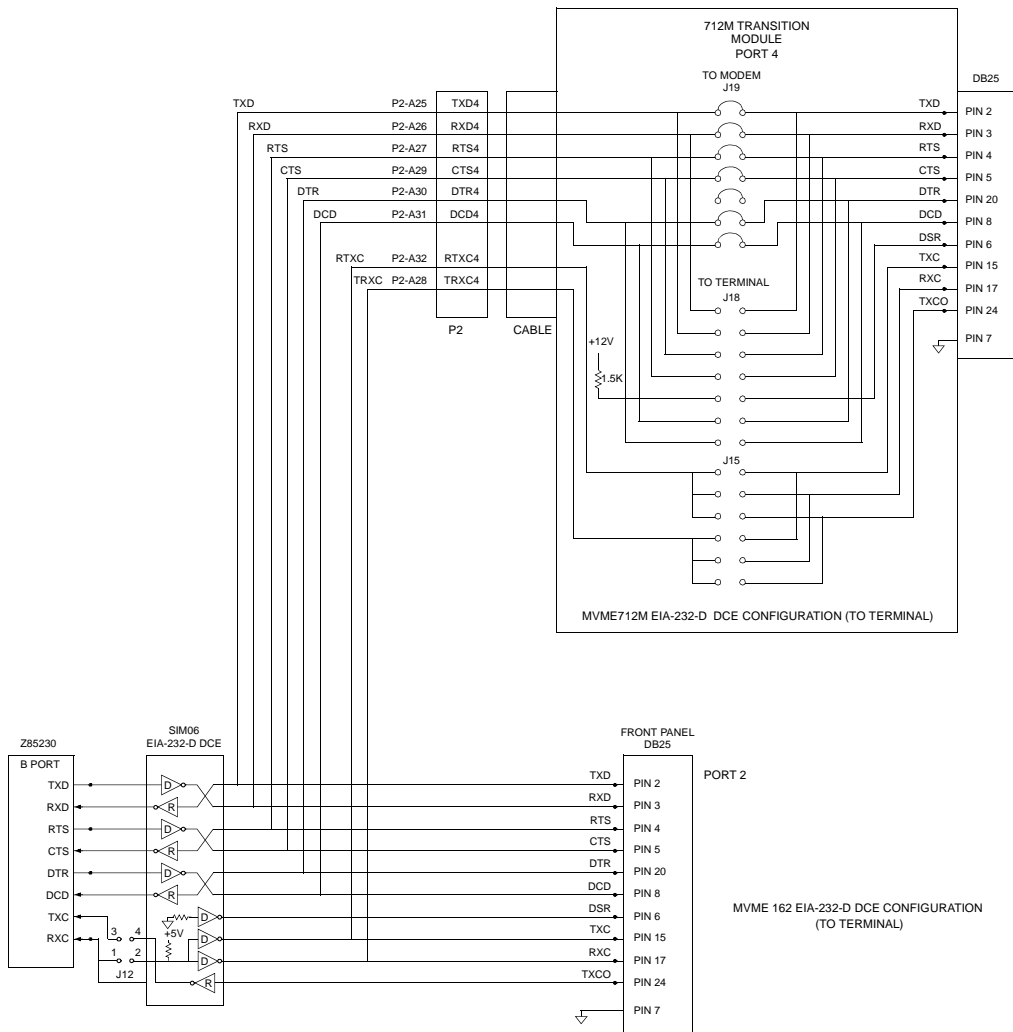 712M TRANSITION
MODULE
PORT 4
TO MODEM
J19
DB25
TXD P2-A25 TXD4 TXD PIN 2
RXD P2-A26 RXD4 RXD PIN 3
RTS P2-A27 RTS4 RTS PIN 4
CTS P2-A29 CTS4 CTS PIN 5
DTR P2-A30 DTR4 DTR PIN 20
DCD P2-A31 DCD4 DCD PIN 8
DSR PIN 6
RTXC P2-A32 RTXC4 TXC PIN 15
TRXC P2-A28 TRXC4 RXC PIN 17
TXCO PIN 24
PIN 7
TO TERMINAL
J18
P2 CABLE
+12V
1.5K
J15
MVME712M EIA-232-D DCE CONFIGURATION (TO TERMINAL)
SIM06
EIA-232-D DCE
Z85230
B PORT
FRONT PANEL
DB25
PORT 2
TXD D TXD PIN 2
RXD R RXD PIN 3
RTS D RTS PIN 4
CTS R CTS PIN 5
DTR D DTR PIN 20
DCD R DCD PIN 8
TXC D DSR PIN 6
3 4 +5V
RXC D TXC PIN 15
1 2 D RXC PIN 17
J12 R TXCO PIN 24
PIN 7
MVME 162 EIA-232-D DCE CONFIGURATION
(TO TERMINAL)